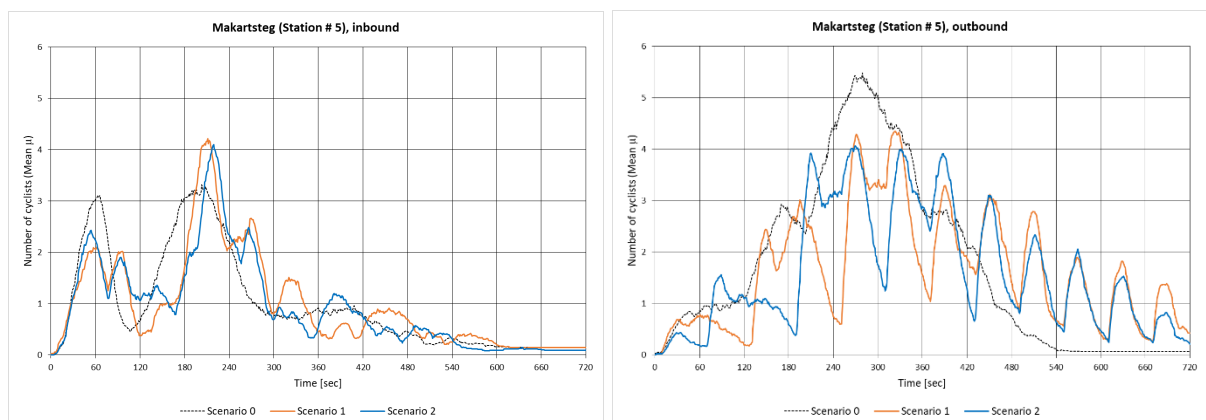 Makartsteg (Station # 5), inbound
Number of cyclists (Mean µ)
6
5
4
3
2
1
0
0 60 120 180 240 300 360 420 480 540 600 660 720
Time [sec]
Scenario 0 Scenario 1 Scenario 2
Makartsteg (Station # 5), outbound
Number of cyclists (Mean µ)
6
5
4
3
2
1
0
0 60 120 180 240 300 360 420 480 540 600 660 720
Time [sec]
Scenario 0 Scenario 1 Scenario 2